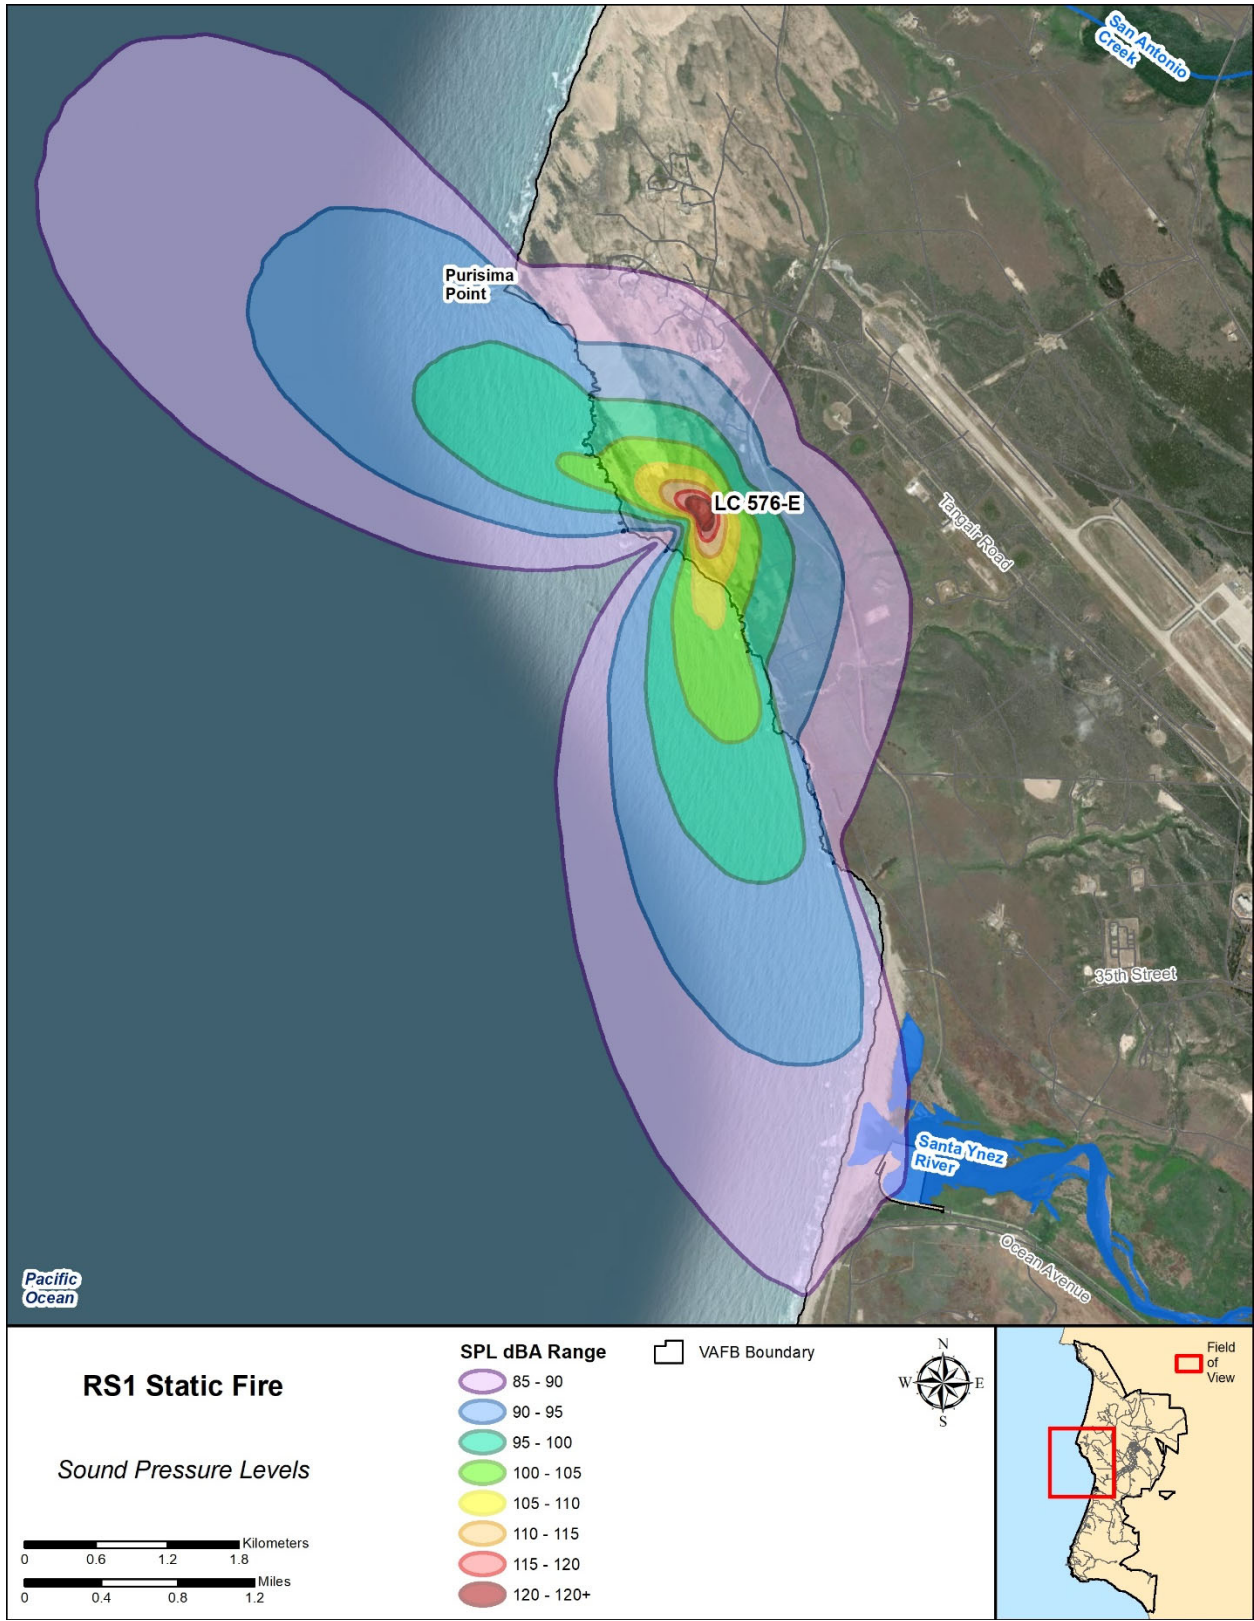 San Antonio
Creek
Purisima
Point
LC 576-E
Tangair Road
35th Street
Santa Ynez
River
Ocean Avenue
Pacific
Ocean
RS1 Static Fire
Sound Pressure Levels
Kilometers
0 0.6 1.2 1.8
Miles
0 0.4 0.8 1.2
SPL dBA Range
85 - 90
90 - 95
95 - 100
100 - 105
105 - 110
110 - 115
115 - 120
120 - 120+
VAFB Boundary
N
W E
S
Field
of
View